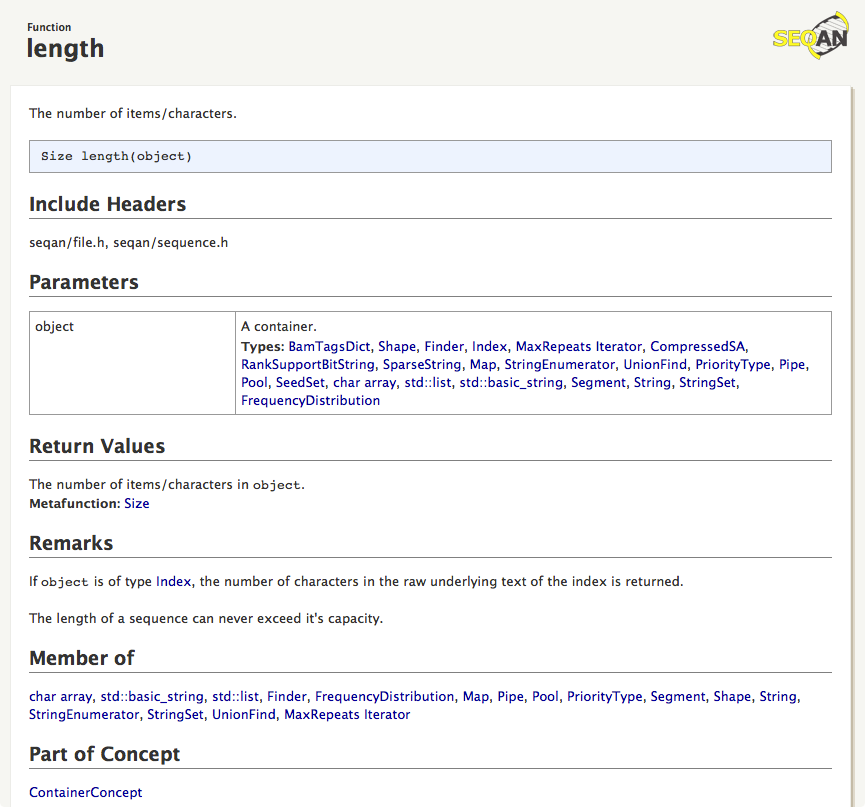 Function
length
SEQAN
The number of items/characters.
Size length(object)
Include Headers
seqan/file.h, seqan/sequence.h
Parameters
object
A container.
Types: BamTagsDict, Shape, Finder, Index, MaxRepeats Iterator, CompressedSA,
RankSupportBitString, SparseString, Map, StringEnumerator, UnionFind, PriorityType, Pipe,
Pool, SeedSet, char array, std::list, std::basic_string, Segment, String, StringSet,
FrequencyDistribution
Return Values
The number of items/characters in object.
Metafunction: Size
Remarks
If object is of type Index, the number of characters in the raw underlying text of the index is returned.
The length of a sequence can never exceed it's capacity.
Member of
char array, std::basic_string, std::list, Finder, FrequencyDistribution, Map, Pipe, Pool, PriorityType, Segment, Shape, String,
StringEnumerator, StringSet, UnionFind, MaxRepeats Iterator
Part of Concept
ContainerConcept